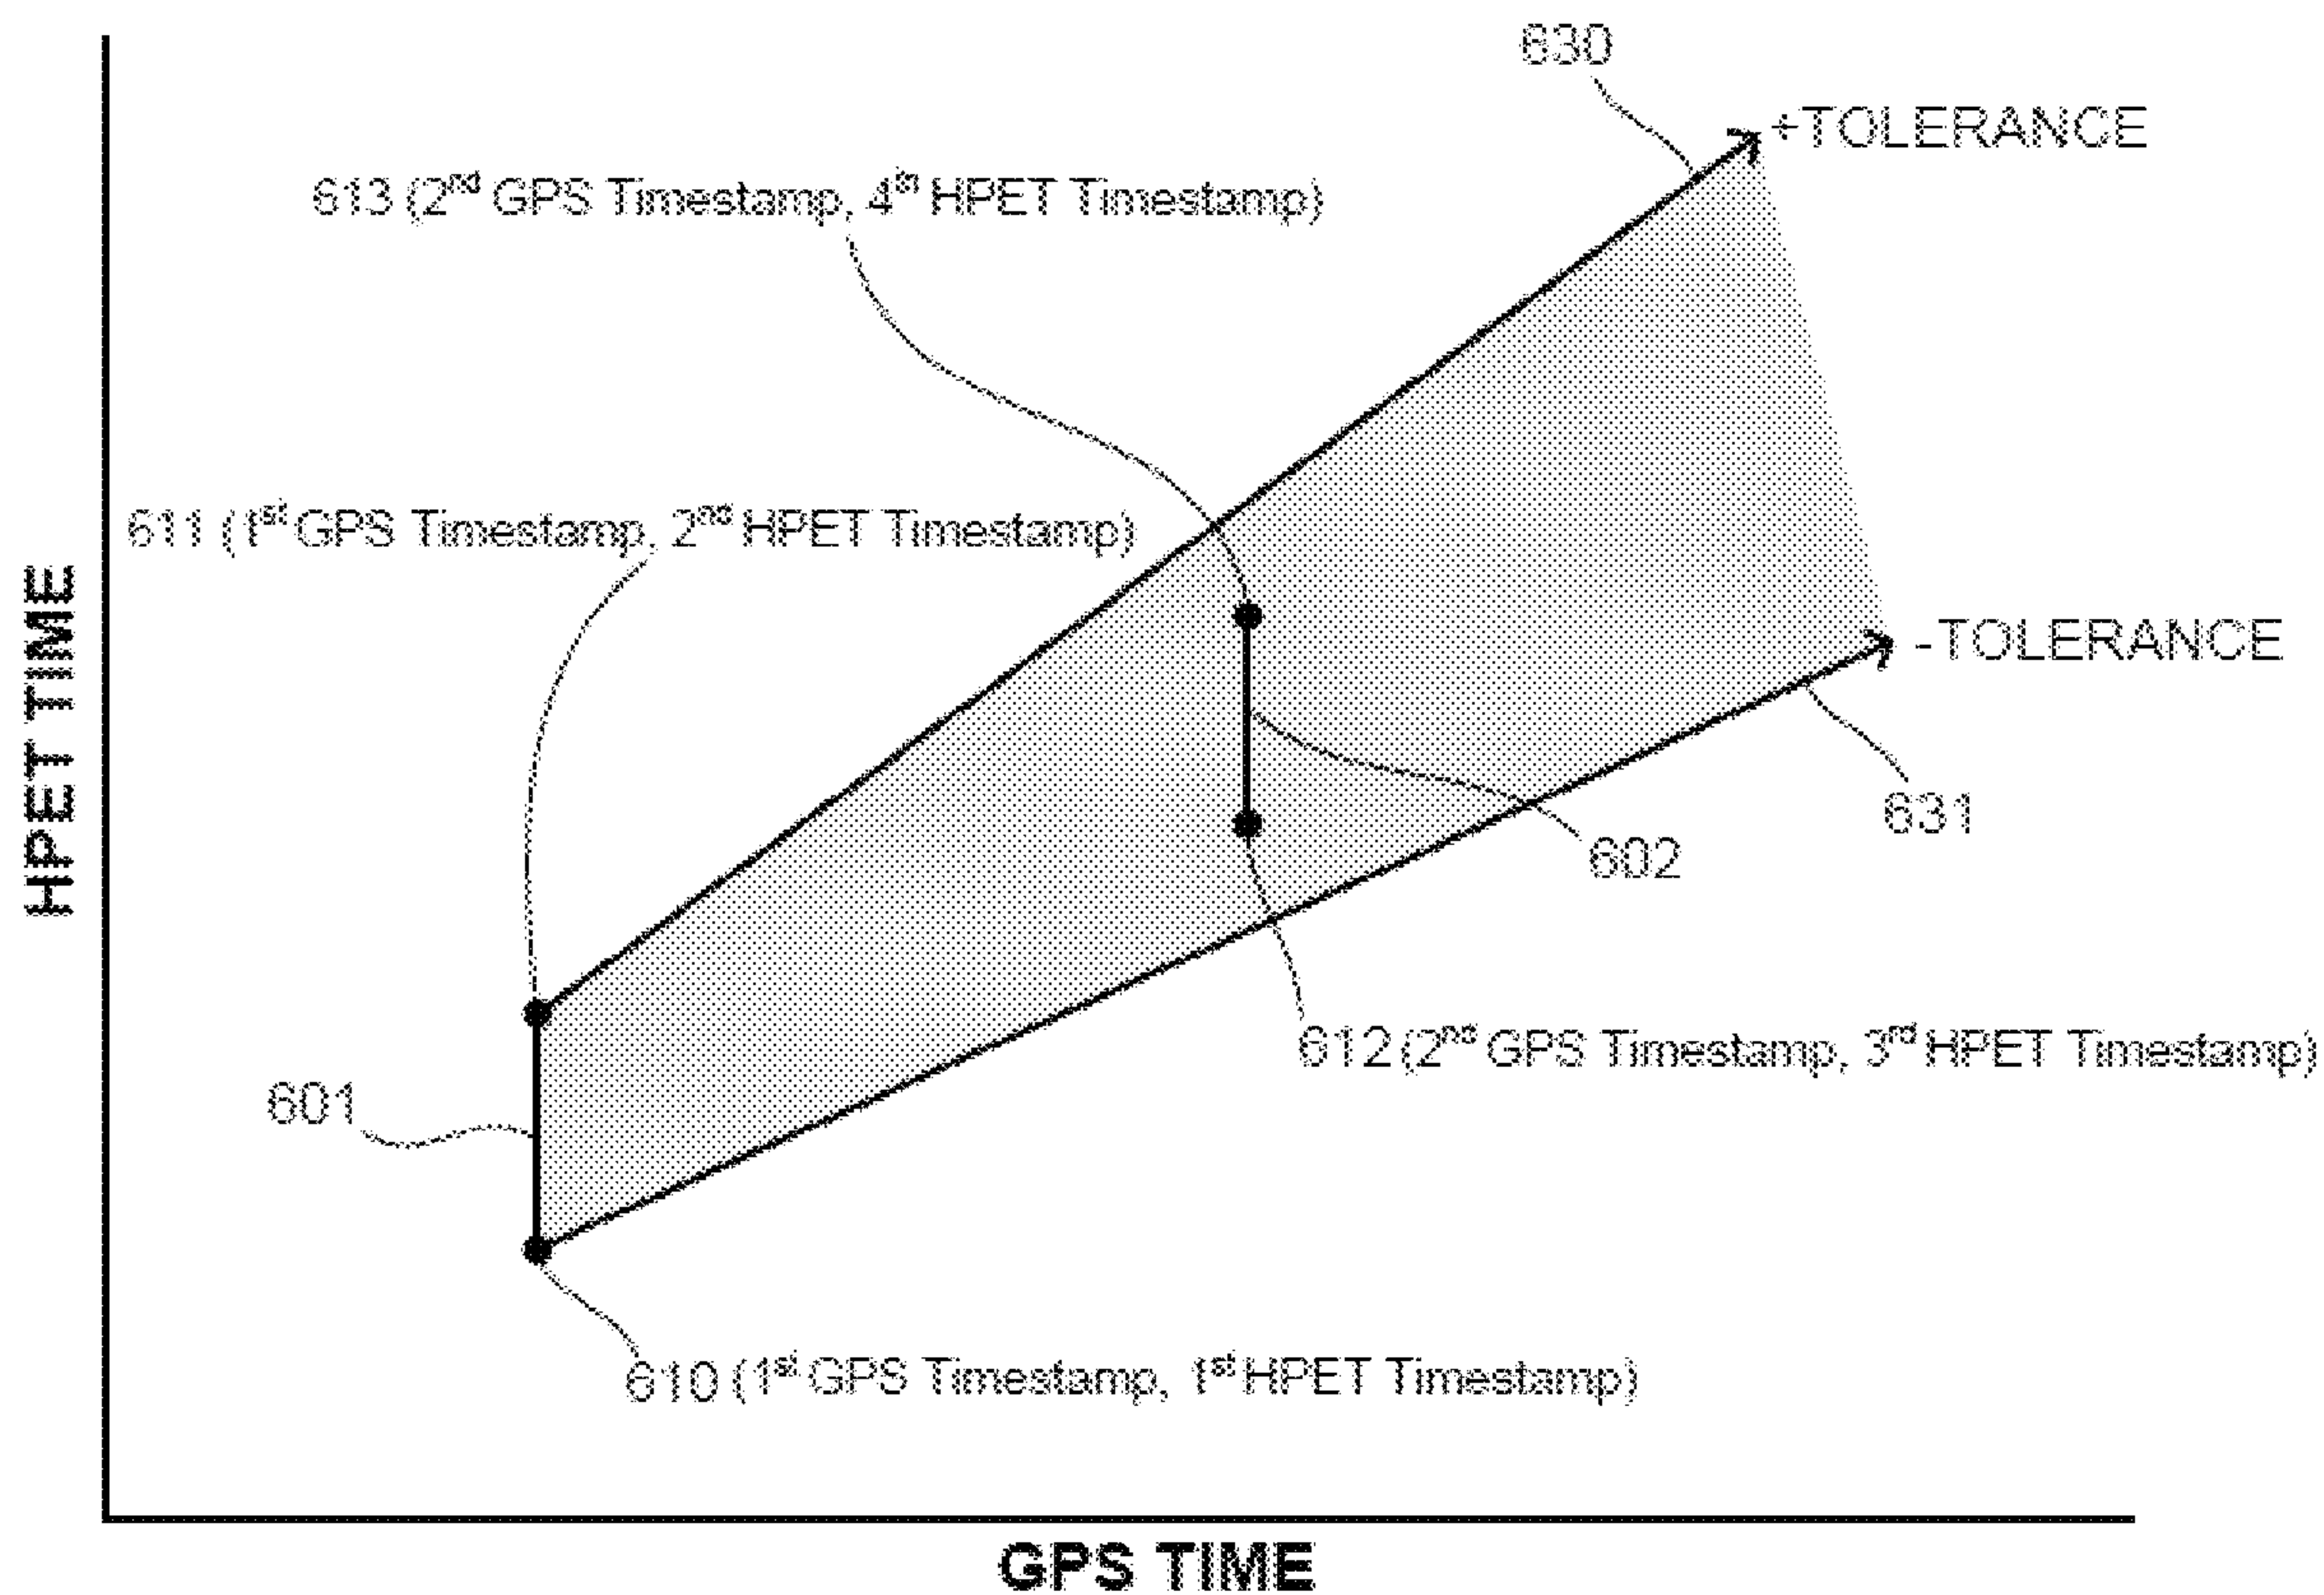 630
+TOLERANCE
613 (2nd GPS Timestamp, 4th HPET Timestamp)
611 (1st GPS Timestamp, 2nd HPET Timestamp)
HPET TIME
-TOLERANCE
631
602
612 (2nd GPS Timestamp, 3rd HPET Timestamp)
601
610 (1st GPS Timestamp, 1st HPET Timestamp)
GPS TIME